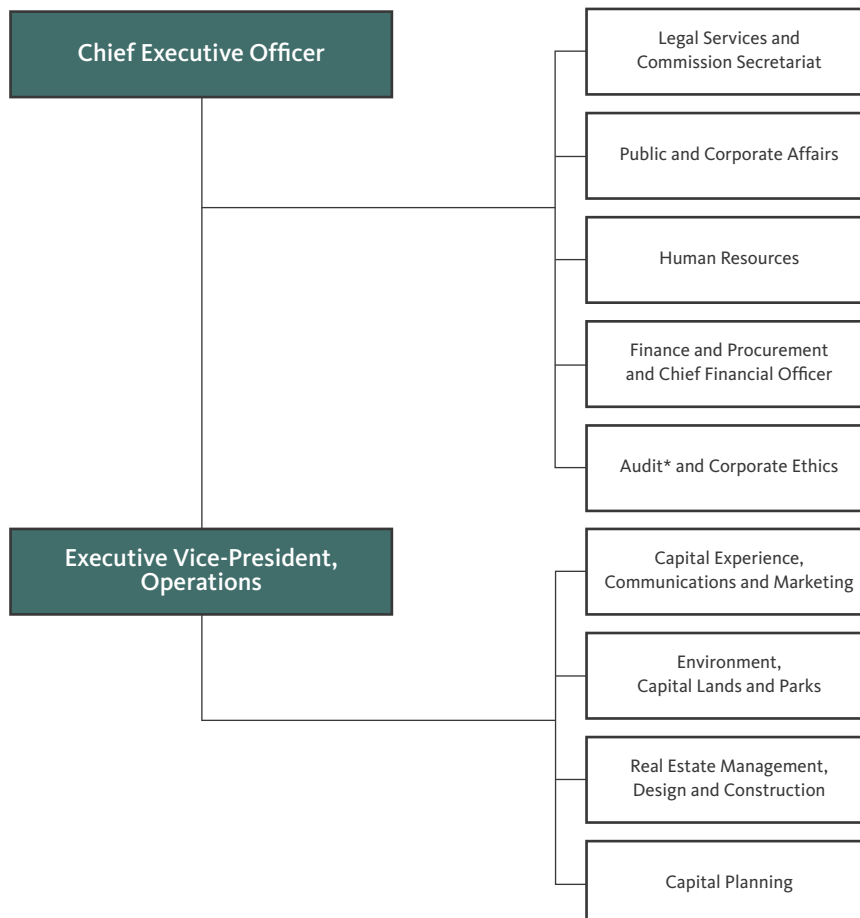 Chief Executive Officer
Legal Services and
Commission Secretariat
Public and Corporate Affairs
Human Resources
Finance and Procurement
and Chief Financial Officer
Audit* and Corporate Ethics
Executive Vice-President,
Operations
Capital Experience,
Communications and Marketing
Environment,
Capital Lands and Parks
Real Estate Management,
Design and Construction
Capital Planning